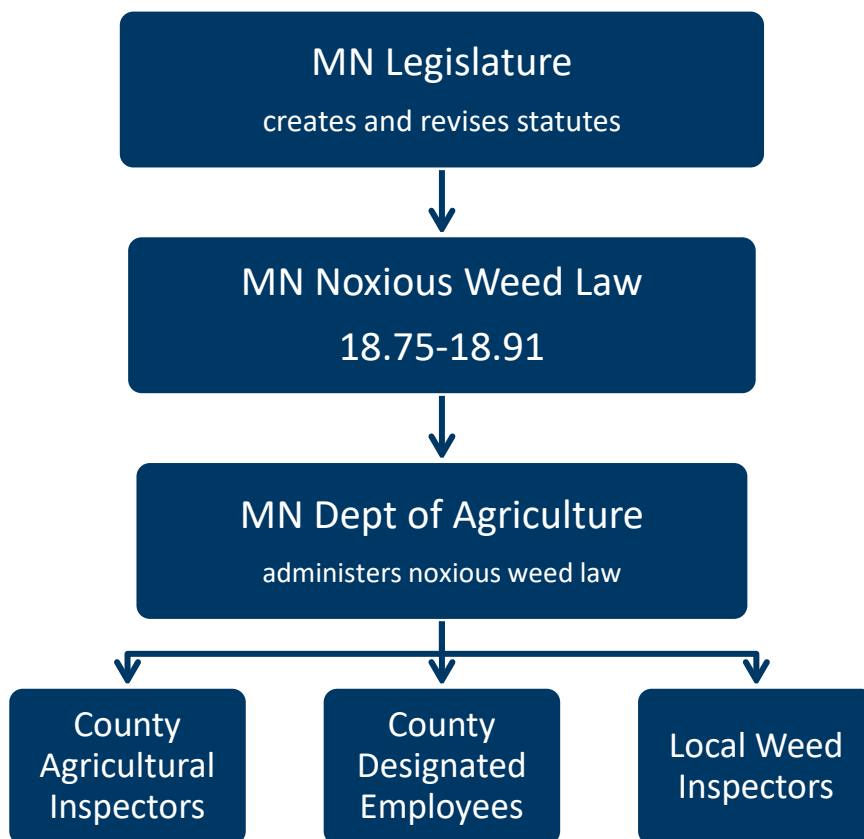 MN Legislature
creates and revises statutes
MN Noxious Weed Law
18.75-18.91
MN Dept of Agriculture
administers noxious weed law
County
Agricultural
Inspectors
County
Designated
Employees
Local Weed
Inspectors